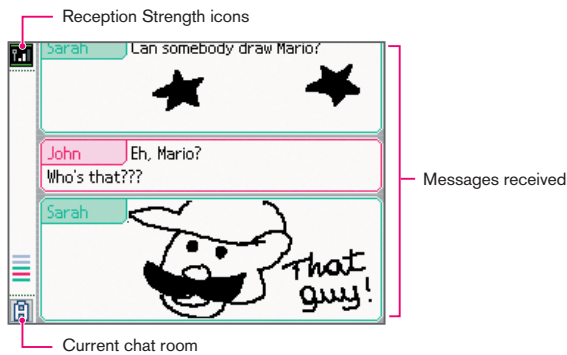 Reception Strength icons
Sarah
Can somebody draw Mario?
John
Eh, Mario?
Who's that???
Messages received
Sarah
That
guy!
Current chat room